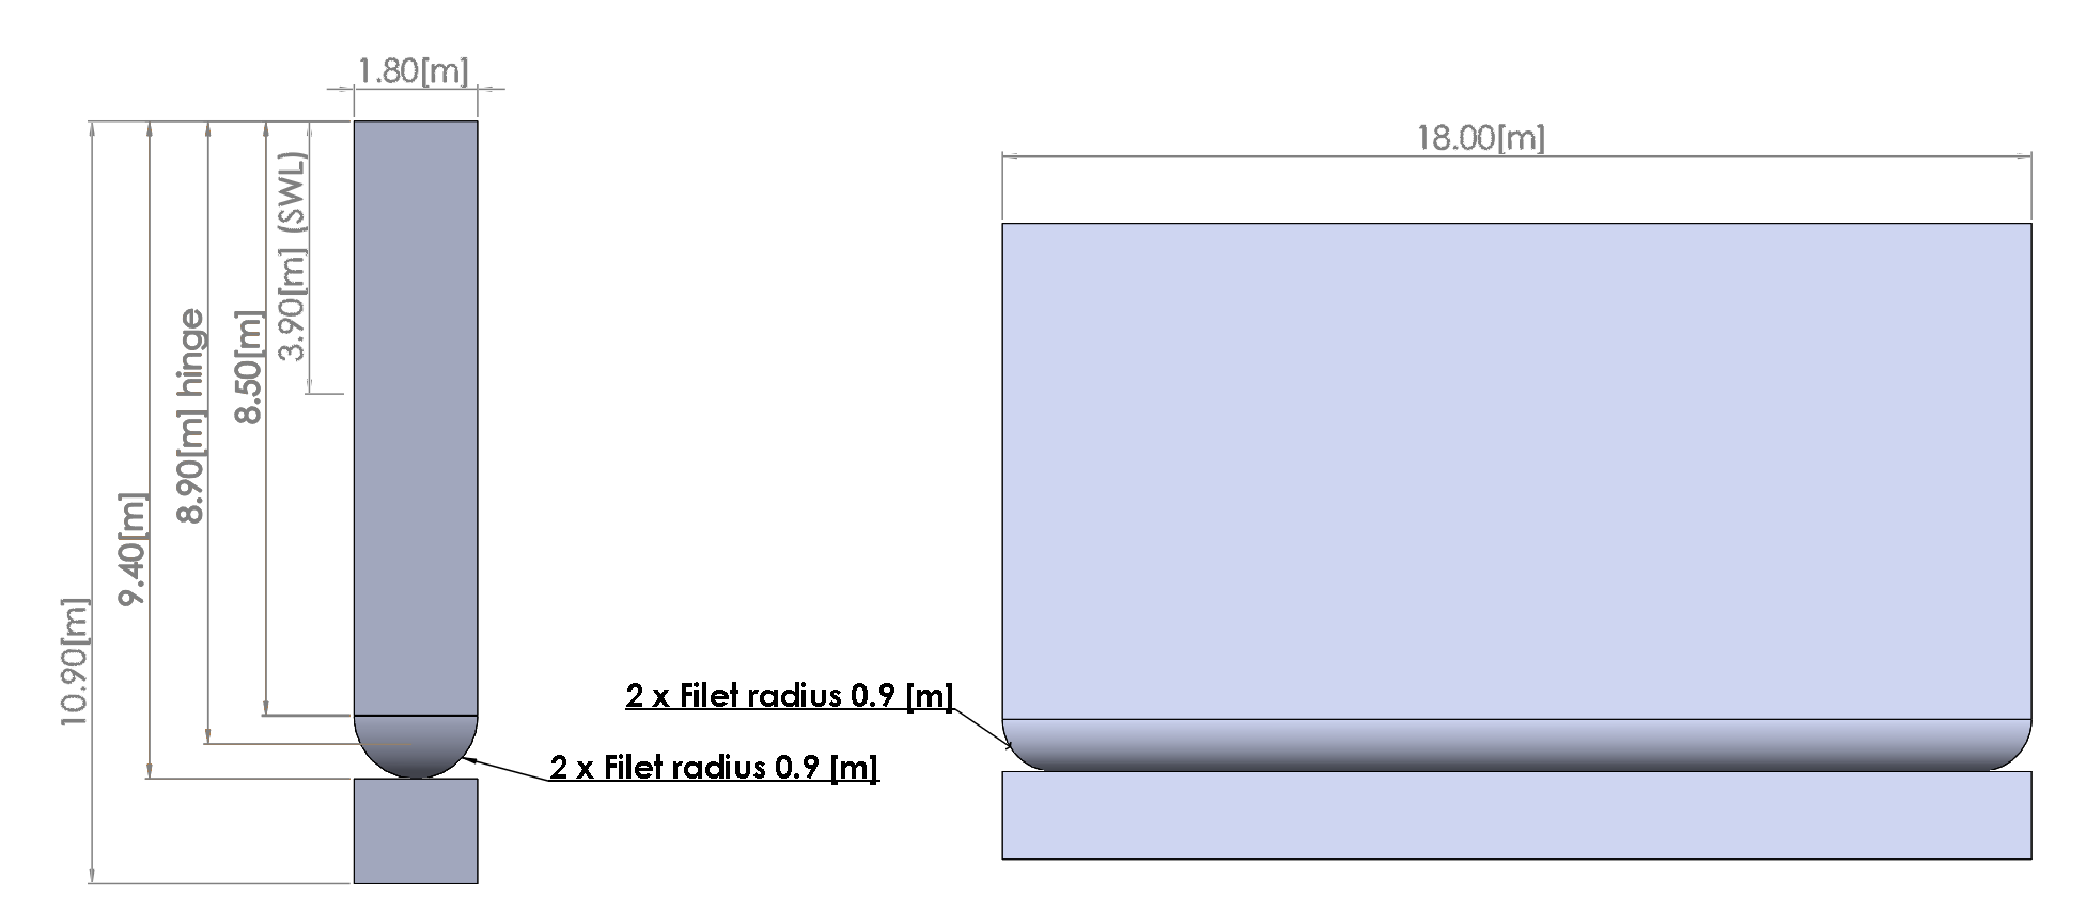 1.80[m]
18.00[m]
3.90[m] (SWL)
8.50[m]
8.90[m] hinge
9.40[m]
10.90[m]
2 x Filet radius 0.9 [m]
2 x Filet radius 0.9 [m]